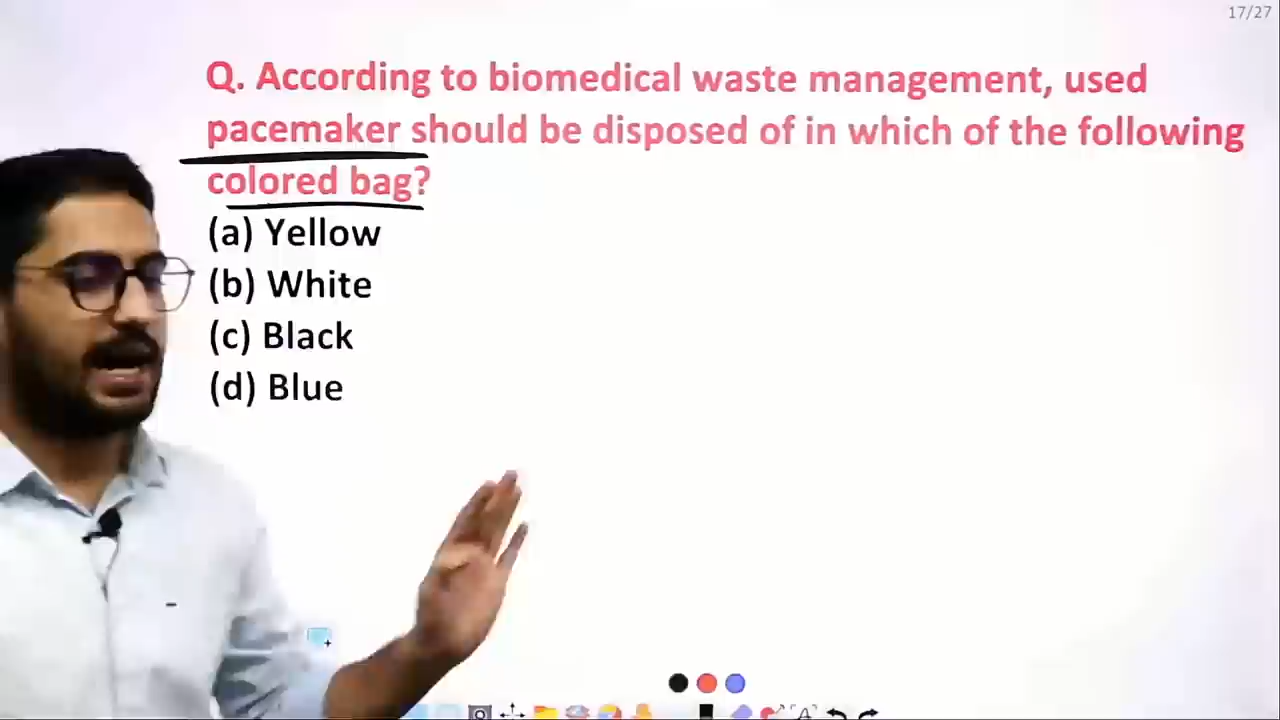 17/27
Q. According to biomedical waste management, used
pacemaker should be disposed of in which of the following
colored bag?
(a) Yellow
(b) White
(c) Black
(d) Blue